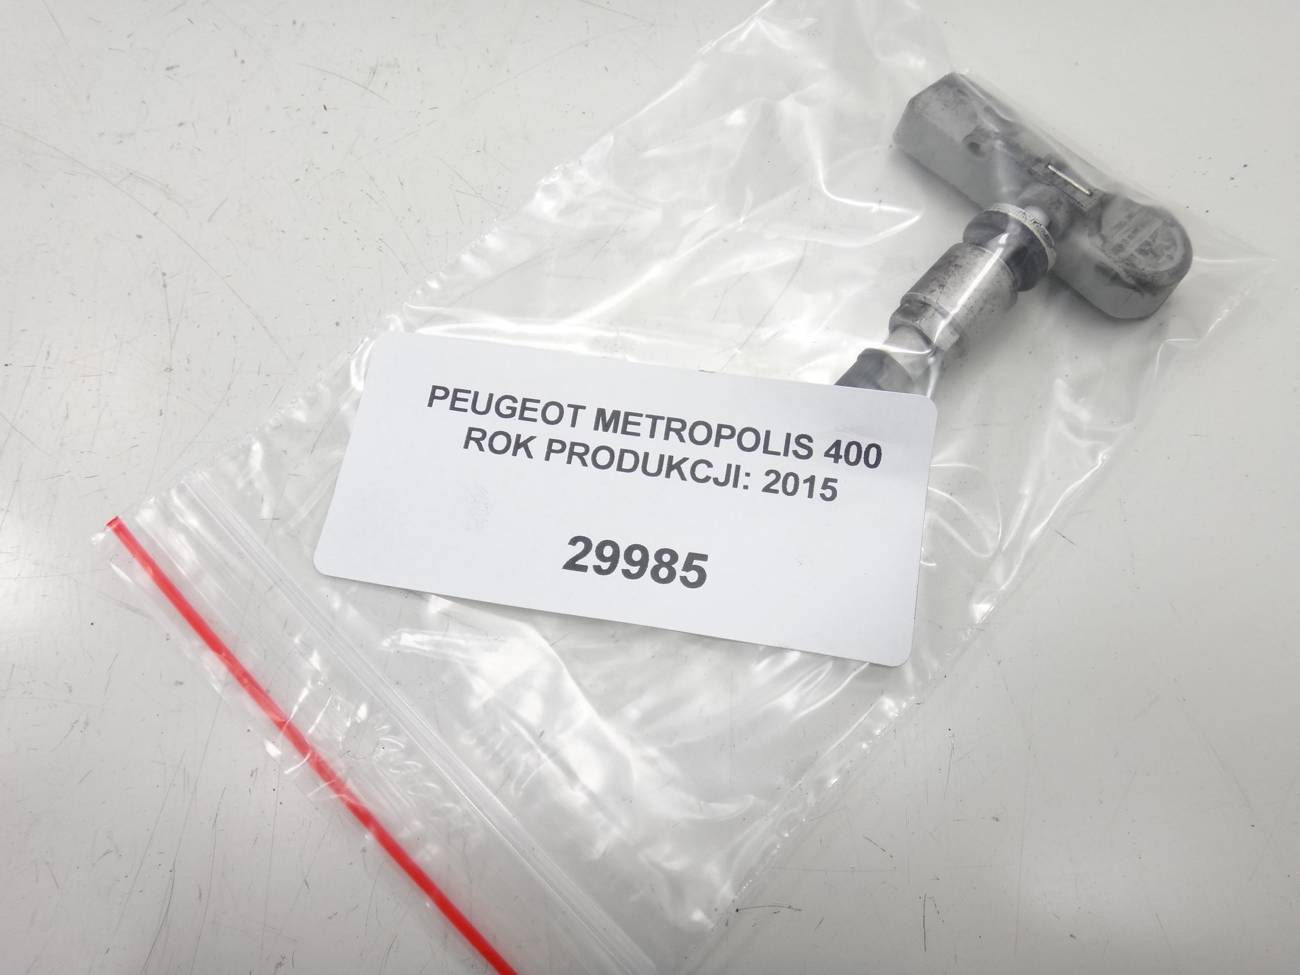 PEUGEOT METROPOLIS 400
ROK PRODUKCJI: 2015
29985